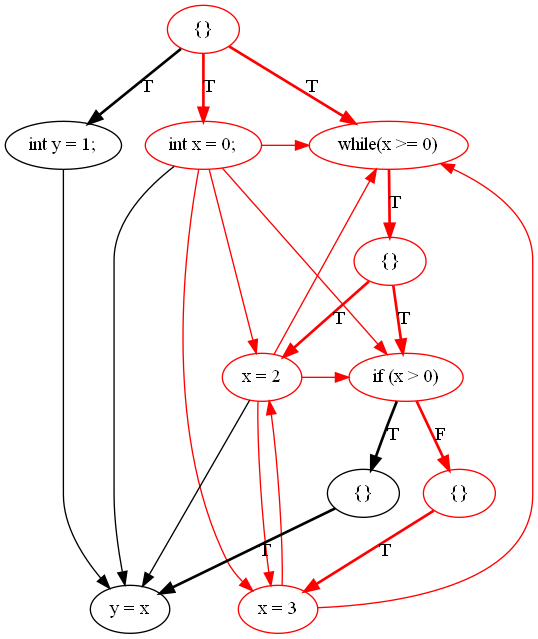 {}
T
T
T
int y = 1;
int x = 0;
while(x >= 0)
T
{}
T
T
x = 2
if (x > 0)
T
F
{}
{}
T
T
y = x
x = 3